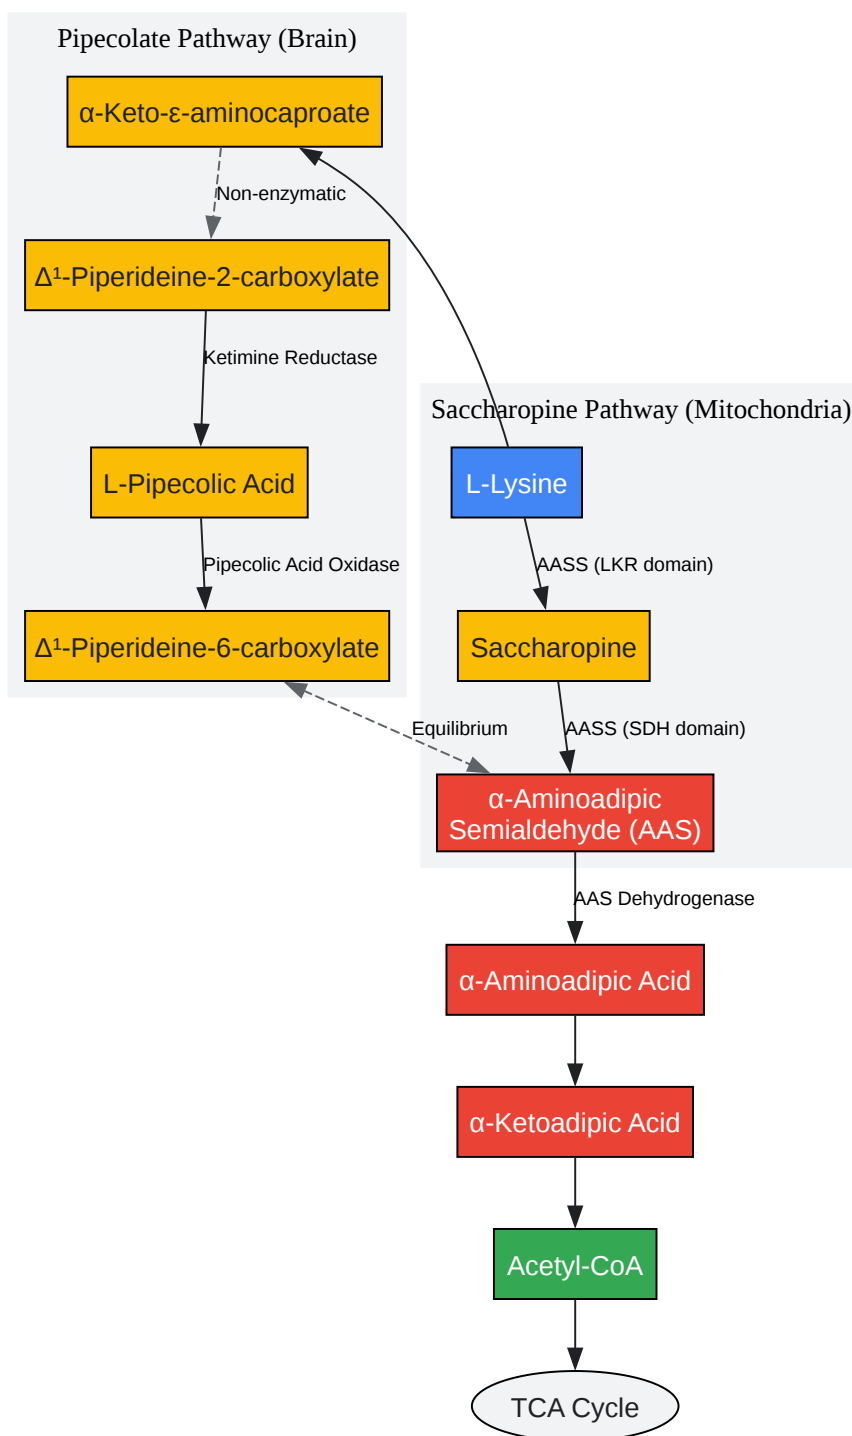 Pipecolate Pathway (Brain)
α-Keto-ε-aminocaproate
Non-enzymatic
Δ¹-Piperideine-2-carboxylate
Ketimine Reductase
L-Pipecolic Acid
Pipecolic Acid Oxidase
Δ¹-Piperideine-6-carboxylate
Saccharopine Pathway (Mitochondria)
L-Lysine
AASS (LKR domain)
Saccharopine
AASS (SDH domain)
Equilibrium
α-Aminoadipic
Semialdehyde (AAS)
AAS Dehydrogenase
α-Aminoadipic Acid
α-Ketoadipic Acid
Acetyl-CoA
TCA Cycle